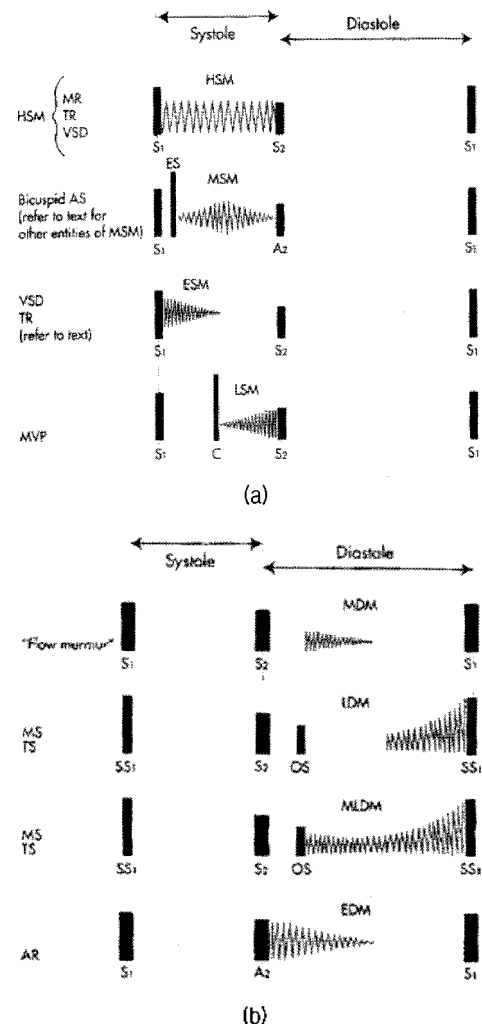 Systole
Diastole
HSM
MR
TR
VSD
HSM
S1 S2 S1
ES
MSM
Bicuspid AS
(refer to text for
other entities of MSM)
S1 A2 S1
ESM
VSD
TR
(refer to text)
S1 S2 S1
LSM
MVP
S1 C S2 S1
(a)
Systole
Diastole
MDM
"Flow murmur"
S1 S2 S1
LDM
MS
TS
SS1 S2 OS SS1
MLDM
MS
TS
SS1 S2 OS SS1
EDM
AR
S1 A2 S1
(b)